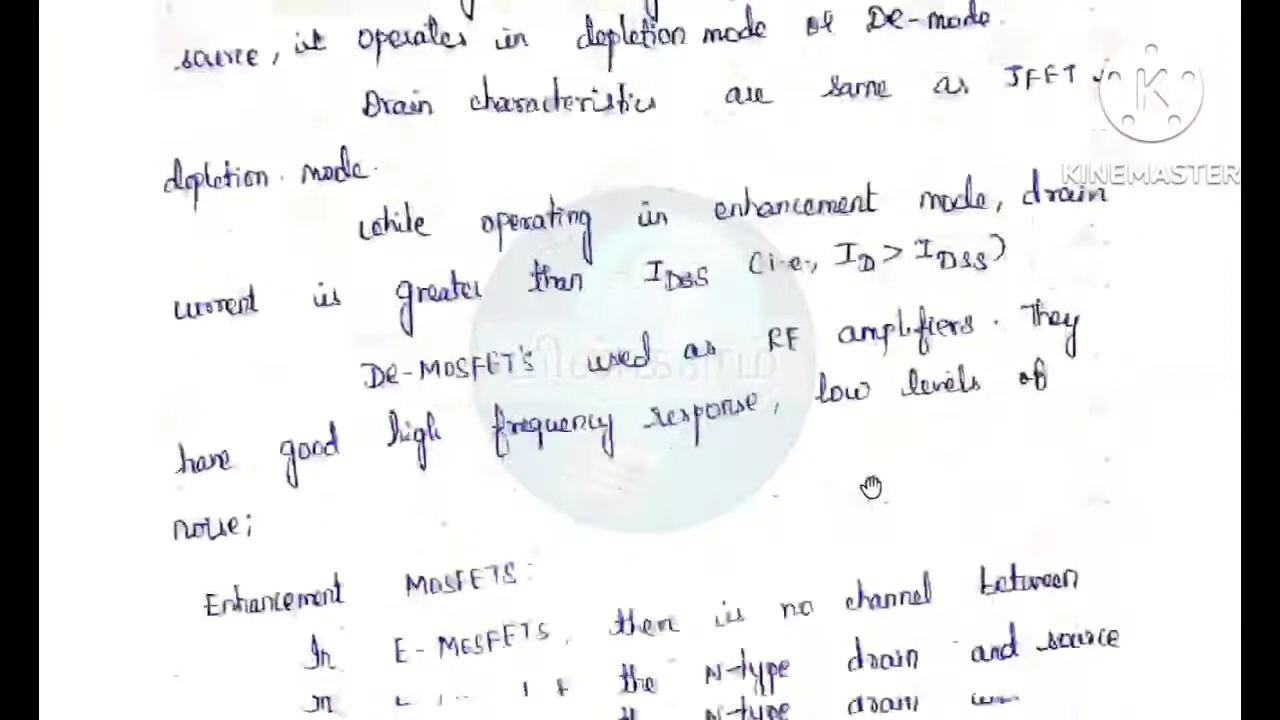 source, it operates in depletion mode of De-mode
Drain characteristics are same as JFET in
depletion mode.
While operating in enhancement mode, drain
current is greater than IDSS (i.e., ID > IDSS)
De-MOSFET'S used as RF amplifiers. They
have good high frequency response, low levels of
noise;
Enhancement MOSFETS:
In E-MOSFETS, there is no channel between
the N-type drain and source
KINEMASTER